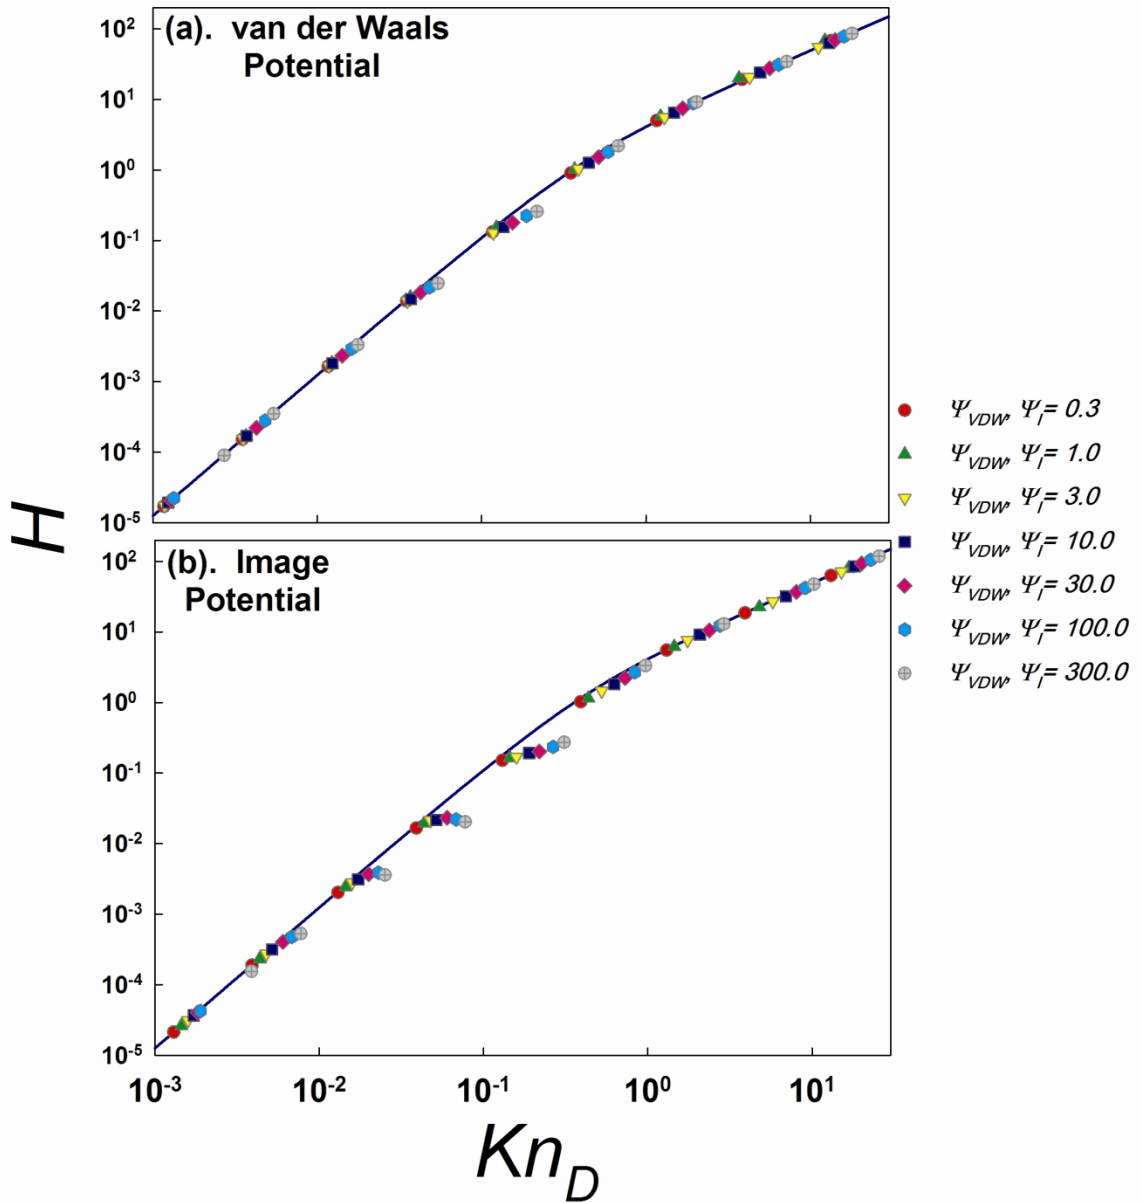 (a). van der Waals
Potential
10²
10¹
10⁰
10⁻¹
10⁻²
10⁻³
10⁻⁴
10⁻⁵
H
(b). Image
Potential
10²
10¹
10⁰
10⁻¹
10⁻²
10⁻³
10⁻⁴
10⁻⁵
10⁻³ 10⁻² 10⁻¹ 10⁰ 10¹
Kn_D
Ψ_VDW, Ψ_I= 0.3
Ψ_VDW, Ψ_I= 1.0
Ψ_VDW, Ψ_I= 3.0
Ψ_VDW, Ψ_I= 10.0
Ψ_VDW, Ψ_I= 30.0
Ψ_VDW, Ψ_I= 100.0
Ψ_VDW, Ψ_I= 300.0